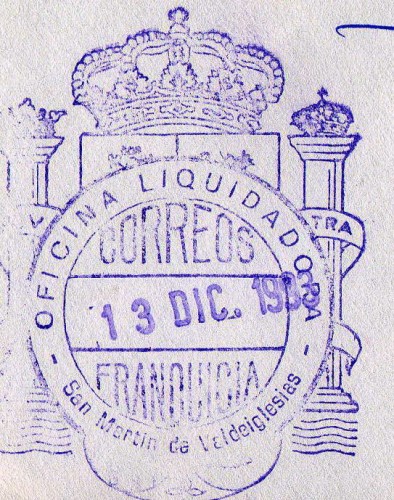 TRA
- OFICINA LIQUIDADORA -
CORREOS
13 DIC. 1983
FRANQUICIA
San Martín de Valdeiglesias